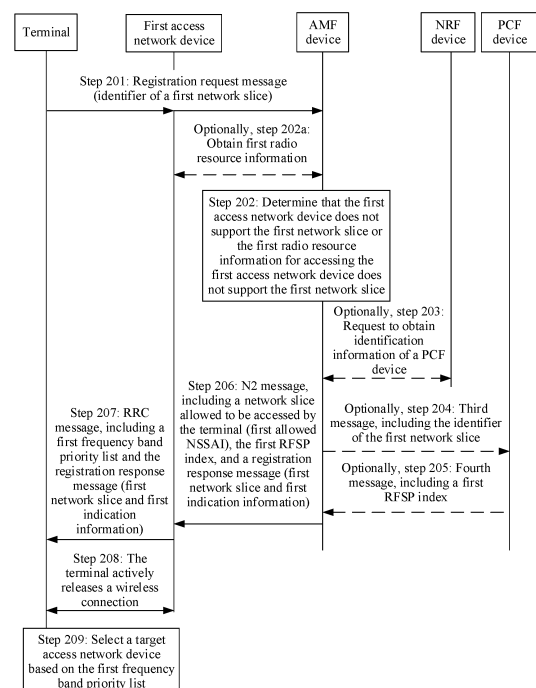 Terminal
First access
network device
AMF
device
NRF
device
PCF
device
Step 201: Registration request message
(identifier of a first network slice)
Optionally, step 202a:
Obtain first radio
resource information
Step 202: Determine that the first
access network device does not
support the first network slice or
the first radio resource
information for accessing the
first access network device does
not support the first network slice
Optionally, step 203:
Request to obtain
identification
information of a PCF
device
Optionally, step 204: Third
message, including the identifier
of the first network slice
Optionally, step 205: Fourth
message, including a first
RFSP index
Step 206: N2 message,
including a network slice
allowed to be accessed by
the terminal (first allowed
NSSAI), the first RFSP
index, and a registration
response message (first
network slice and first
indication information)
Step 207: RRC
message, including a
first frequency band
priority list and the
registration response
message (first
network slice and first
indication
information)
Step 208: The
terminal actively
releases a wireless
connection
Step 209: Select a target
access network device
based on the first frequency
band priority list